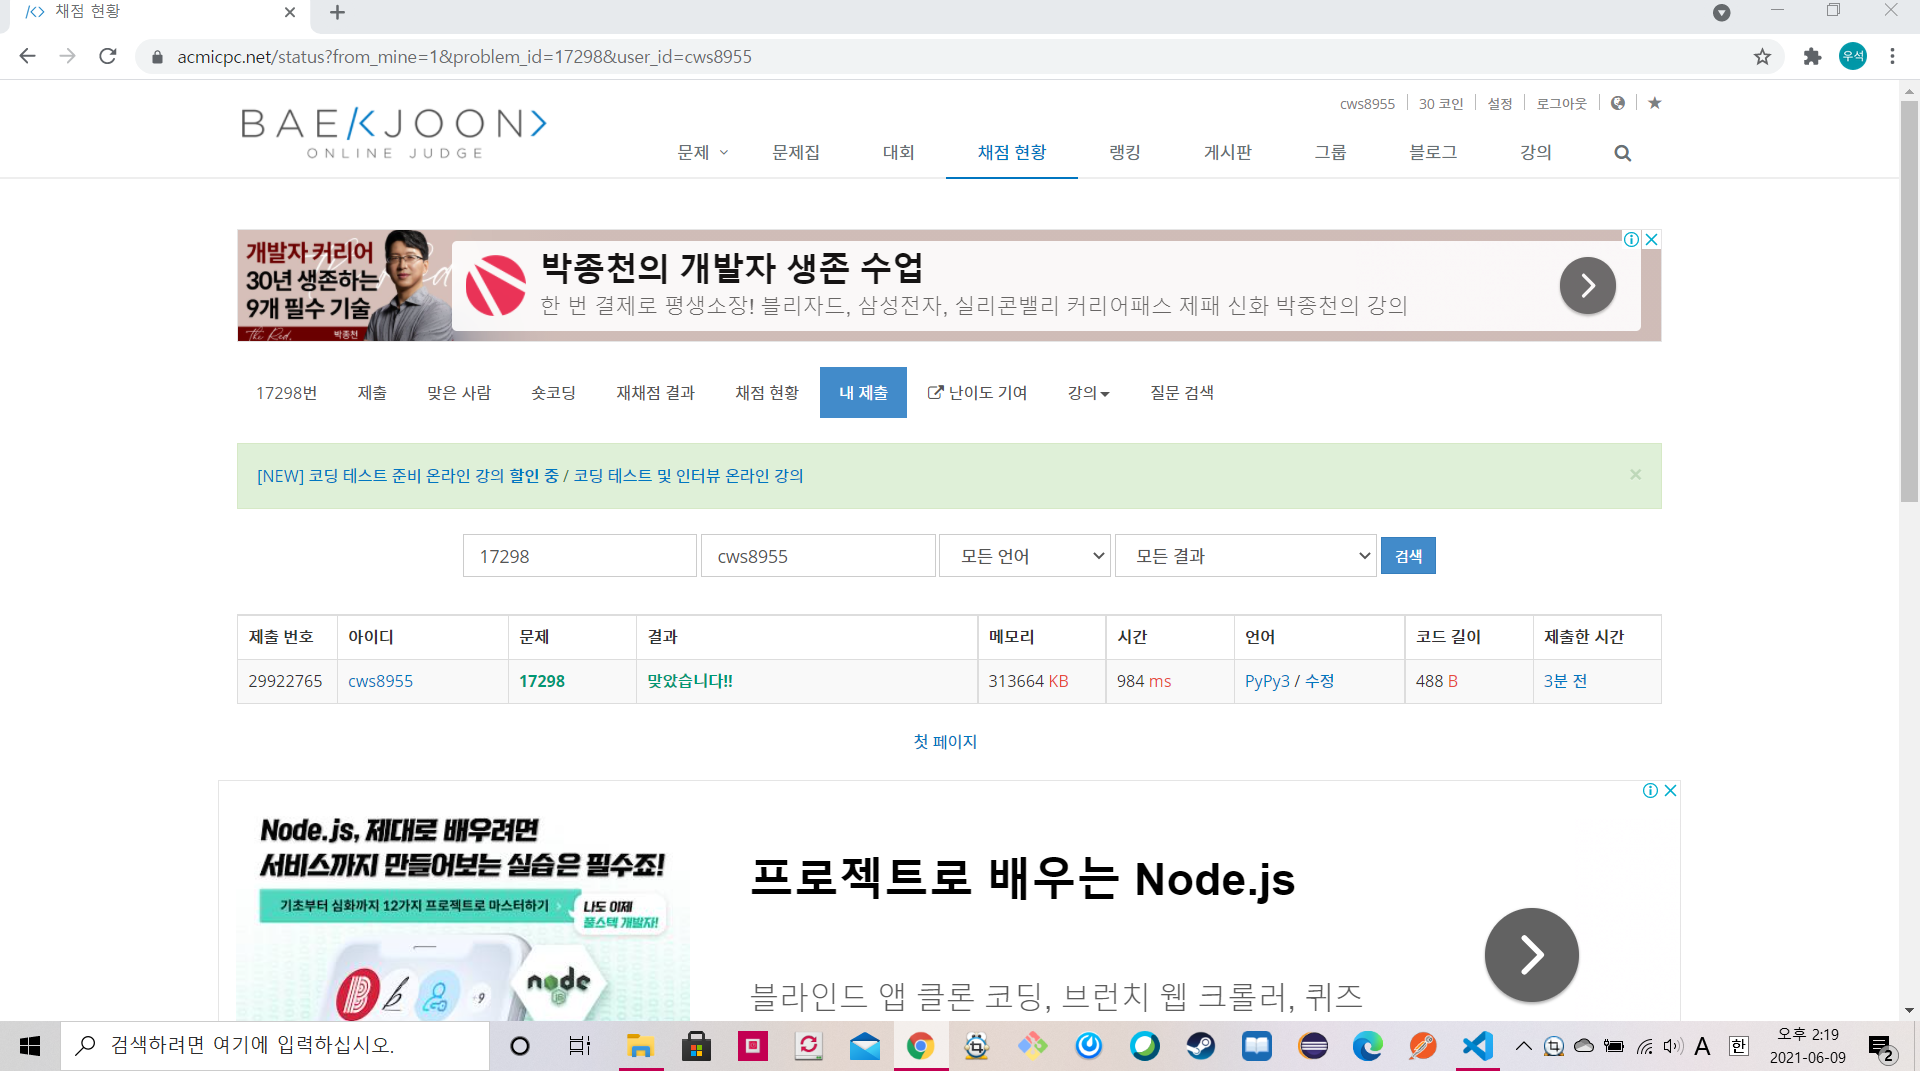 채점 현황
acmicpc.net/status?from_mine=1&problem_id=17298&user_id=cws8955
우석
cws8955 30 코인 설정 로그아웃
BAEKJOON
ONLINE JUDGE
문제 문제집 대회 채점 현황 랭킹 게시판 그룹 블로그 강의
개발자 커리어
30년 생존하는
9개 필수 기술
The Red. 박종천
박종천의 개발자 생존 수업
한 번 결제로 평생소장! 블리자드, 삼성전자, 실리콘밸리 커리어패스 제패 신화 박종천의 강의
17298번 제출 맞은 사람 숏코딩 재채점 결과 채점 현황 내 제출 난이도 기여 강의 질문 검색
[NEW] 코딩 테스트 준비 온라인 강의 할인 중 / 코딩 테스트 및 인터뷰 온라인 강의
17298 cws8955 모든 언어 모든 결과 검색
제출 번호 아이디 문제 결과 메모리 시간 언어 코드 길이 제출한 시간
29922765 cws8955 17298 맞았습니다!! 313664 KB 984 ms PyPy3 / 수정 488 B 3분 전
첫 페이지
Node.js, 제대로 배우려면
서비스까지 만들어보는 실습은 필수죠!
기초부터 심화까지 12가지 프로젝트로 마스터하기 >
나도 이제
풀스텍 개발자!
B b +9 node
프로젝트로 배우는 Node.js
블라인드 앱 클론 코딩, 브런치 웹 크롤러, 퀴즈
검색하려면 여기에 입력하십시오.
A 한
오후 2:19
2021-06-09
2